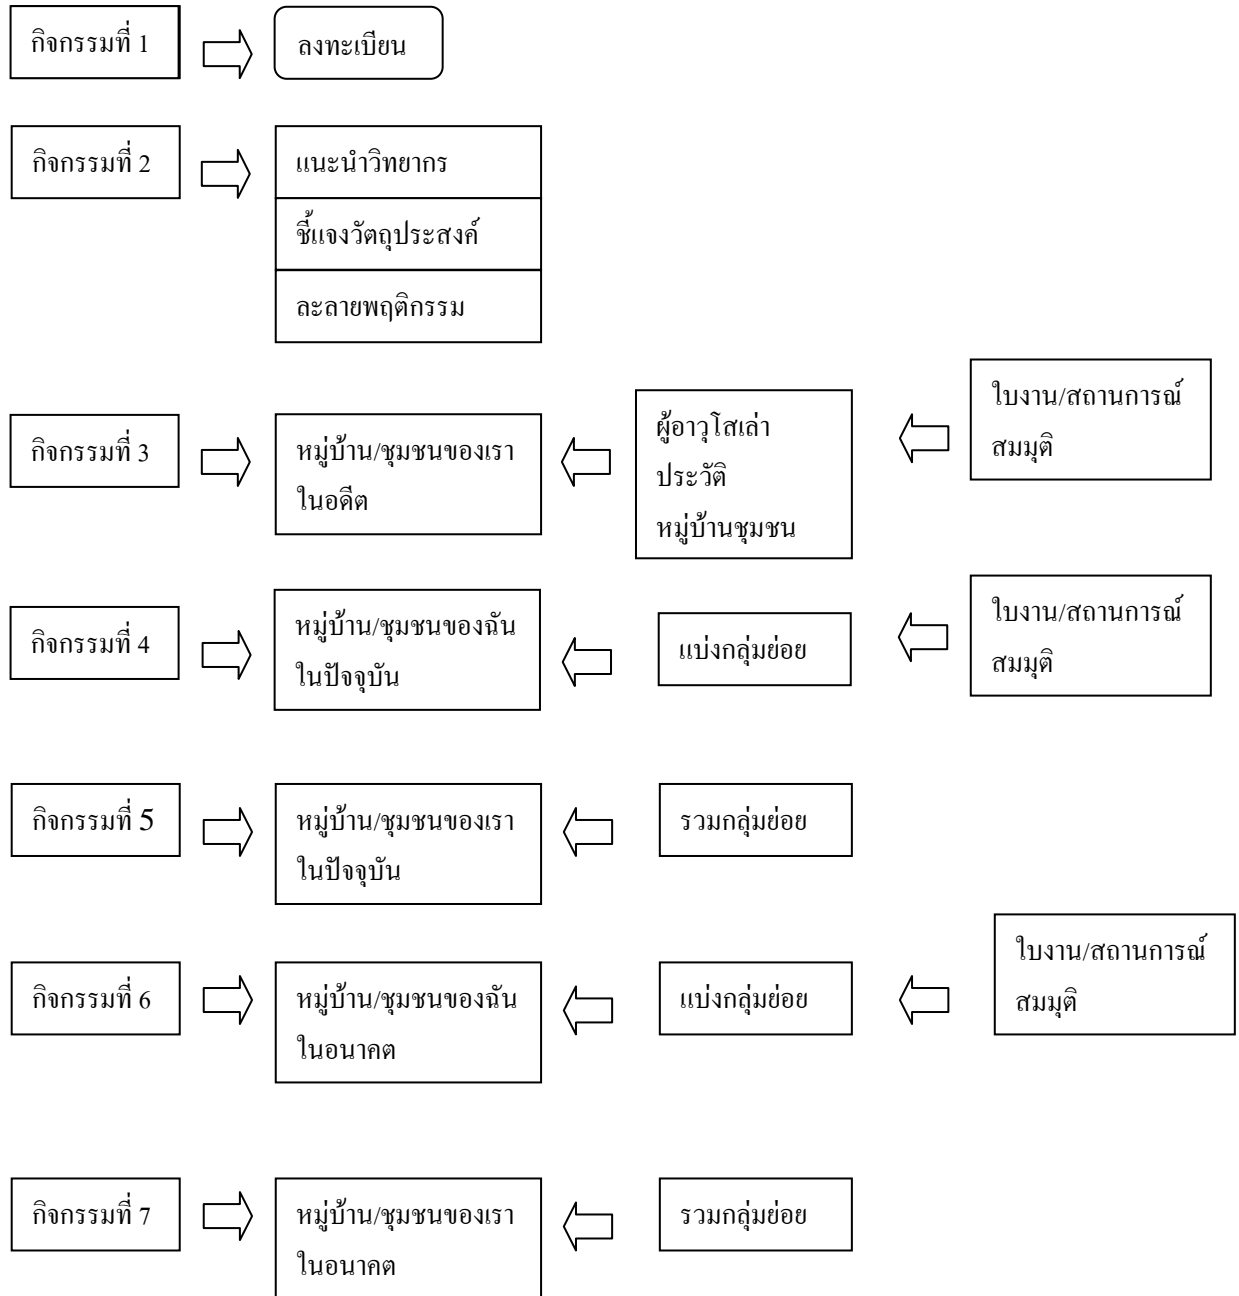 กิจกรรมที่ 1
ลงทะเบียน
กิจกรรมที่ 2
แนะนำวิทยากร
ชี้แจงวัตถุประสงค์
ละลายพฤติกรรม
กิจกรรมที่ 3
หมู่บ้าน/ชุมชนของเรา
ในอดีต
ผู้อาวุโสเล่า
ประวัติ
หมู่บ้านชุมชน
ใบงาน/สถานการณ์
สมมุติ
กิจกรรมที่ 4
หมู่บ้าน/ชุมชนของฉัน
ในปัจจุบัน
แบ่งกลุ่มย่อย
ใบงาน/สถานการณ์
สมมุติ
กิจกรรมที่ 5
หมู่บ้าน/ชุมชนของเรา
ในปัจจุบัน
รวมกลุ่มย่อย
กิจกรรมที่ 6
หมู่บ้าน/ชุมชนของฉัน
ในอนาคต
แบ่งกลุ่มย่อย
ใบงาน/สถานการณ์
สมมุติ
กิจกรรมที่ 7
หมู่บ้าน/ชุมชนของเรา
ในอนาคต
รวมกลุ่มย่อย